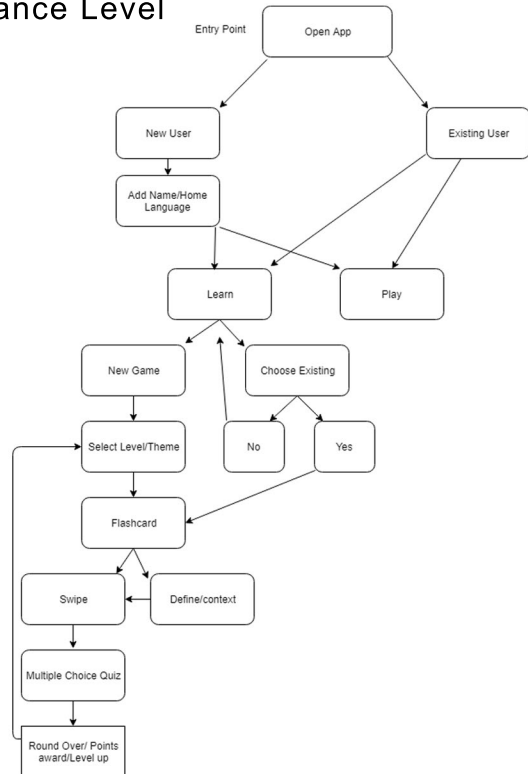 ance Level
Entry Point
Open App
New User
Existing User
Add Name/Home
Language
Learn
Play
New Game
Choose Existing
Select Level/Theme
No
Yes
Flashcard
Swipe
Define/context
Multiple Choice Quiz
Round Over/ Points
award/Level up